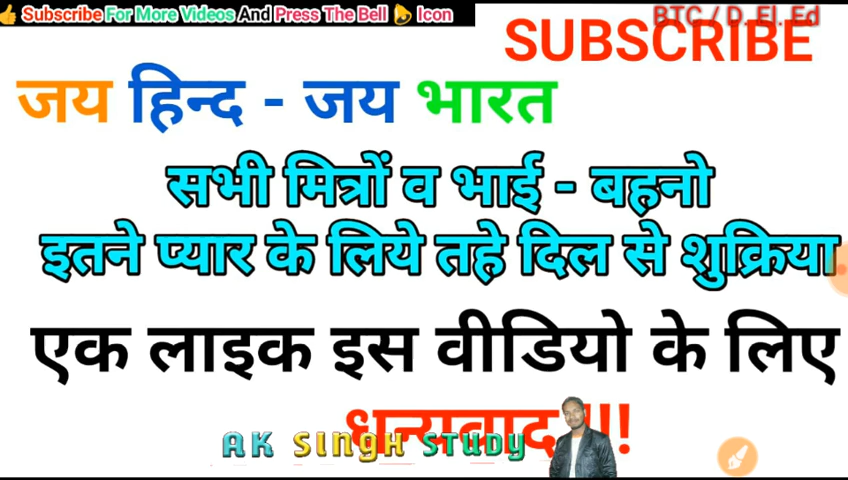 👍 Subscribe For More Videos And Press The Bell 🔔 Icon
BTC / D. El. Ed
SUBSCRIBE
जय हिन्द - जय भारत
सभी मित्रों व भाई - बहनो
इतने प्यार के लिये तहे दिल से शुक्रिया
एक लाइक इस वीडियो के लिए
धन्यवाद !!!
AK SINGH STUDY